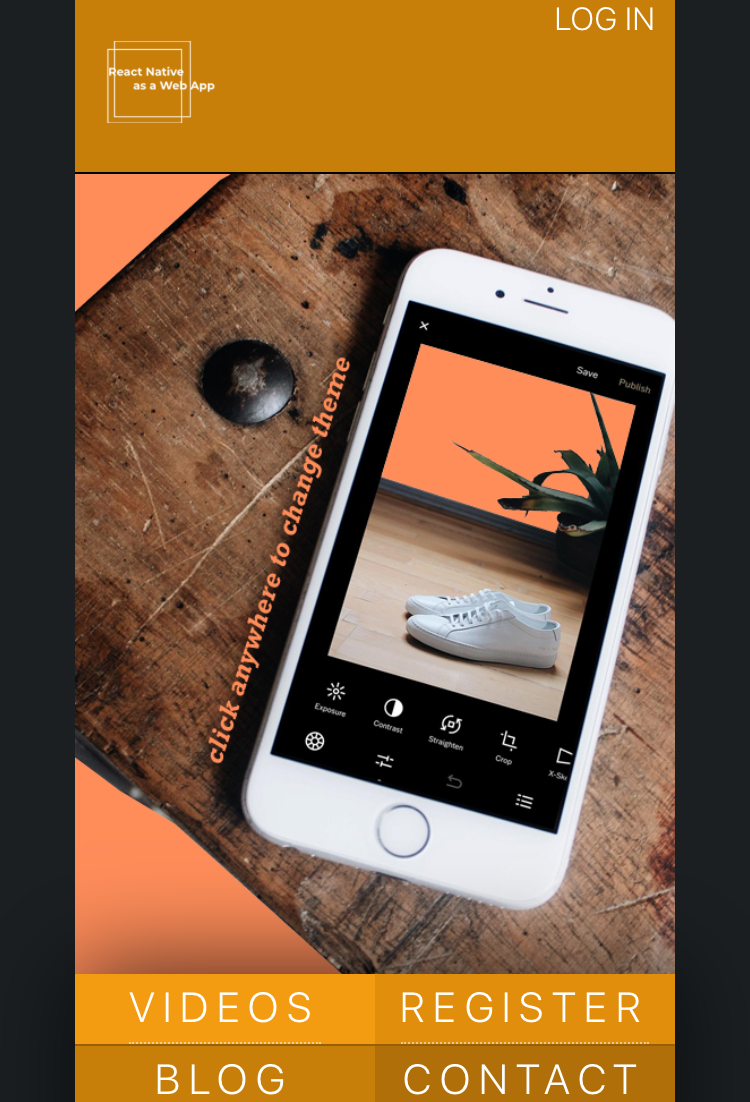 LOG IN
React Native
as a Web App
click anywhere to change theme
Save
Publish
Exposure
Contrast
Straighten
Crop
VIDEOS
REGISTER
BLOG
CONTACT